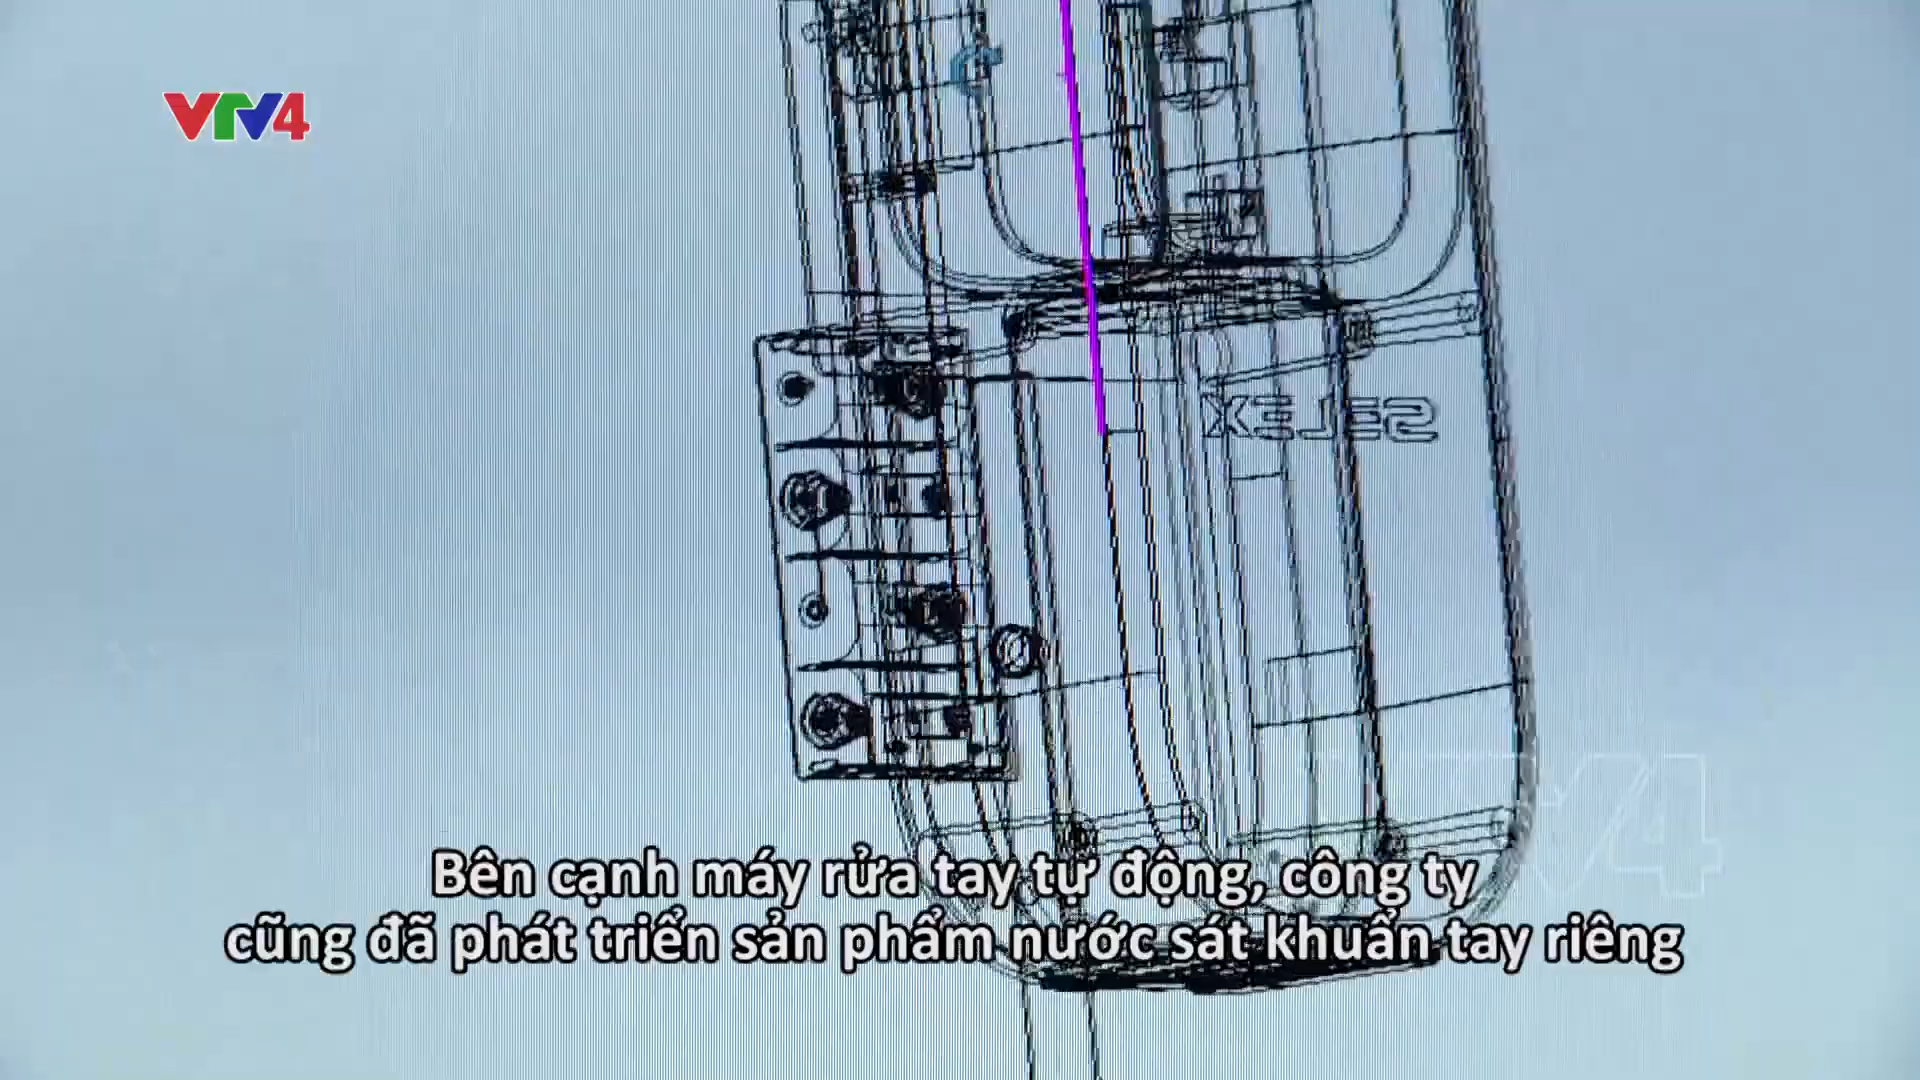 VTV4
SELEX
V4
Bên cạnh máy rửa tay tự động, công ty
cũng đã phát triển sản phẩm nước sát khuẩn tay riêng